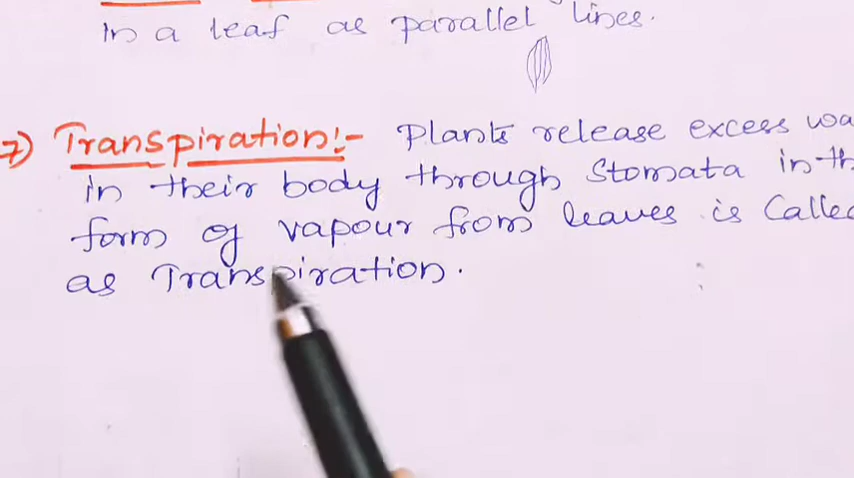 in a leaf as parallel lines.
7) Transpiration:- Plants release excess wa
in their body through Stomata in th
form of vapour from leaves is Calle
as Transpiration.